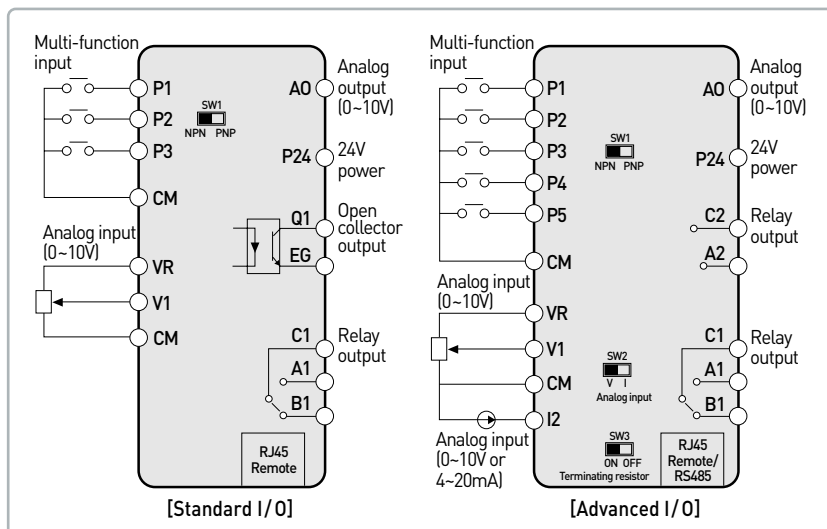 Multi-function
input
P1
P2
P3
CM
SW1
NPN PNP
Analog input
(0~10V)
VR
V1
CM
AO
Analog
output
(0~10V)
P24
24V
power
Q1
EG
Open
collector
output
C1
A1
B1
Relay
output
RJ45
Remote
[Standard I/O]
Multi-function
input
P1
P2
P3
P4
P5
CM
SW1
NPN PNP
Analog input
(0~10V)
VR
V1
CM
I2
Analog input
(0~10V or
4~20mA)
SW2
V I
Analog input
SW3
ON OFF
Terminating resistor
AO
Analog
output
(0~10V)
P24
24V
power
C2
A2
Relay
output
C1
A1
B1
Relay
output
RJ45
Remote/
RS485
[Advanced I/O]